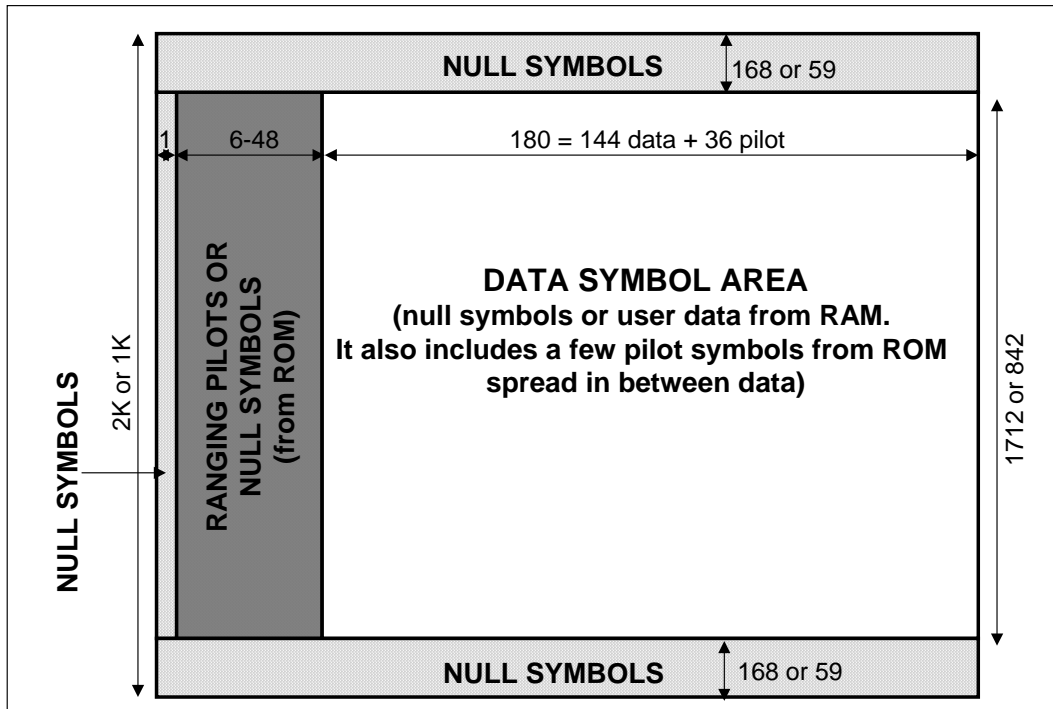 NULL SYMBOLS
168 or 59
1
6-48
180 = 144 data + 36 pilot
2K or 1K
NULL SYMBOLS
RANGING PILOTS OR
NULL SYMBOLS
(from ROM)
DATA SYMBOL AREA
(null symbols or user data from RAM.
It also includes a few pilot symbols from ROM
spread in between data)
1712 or 842
NULL SYMBOLS
168 or 59